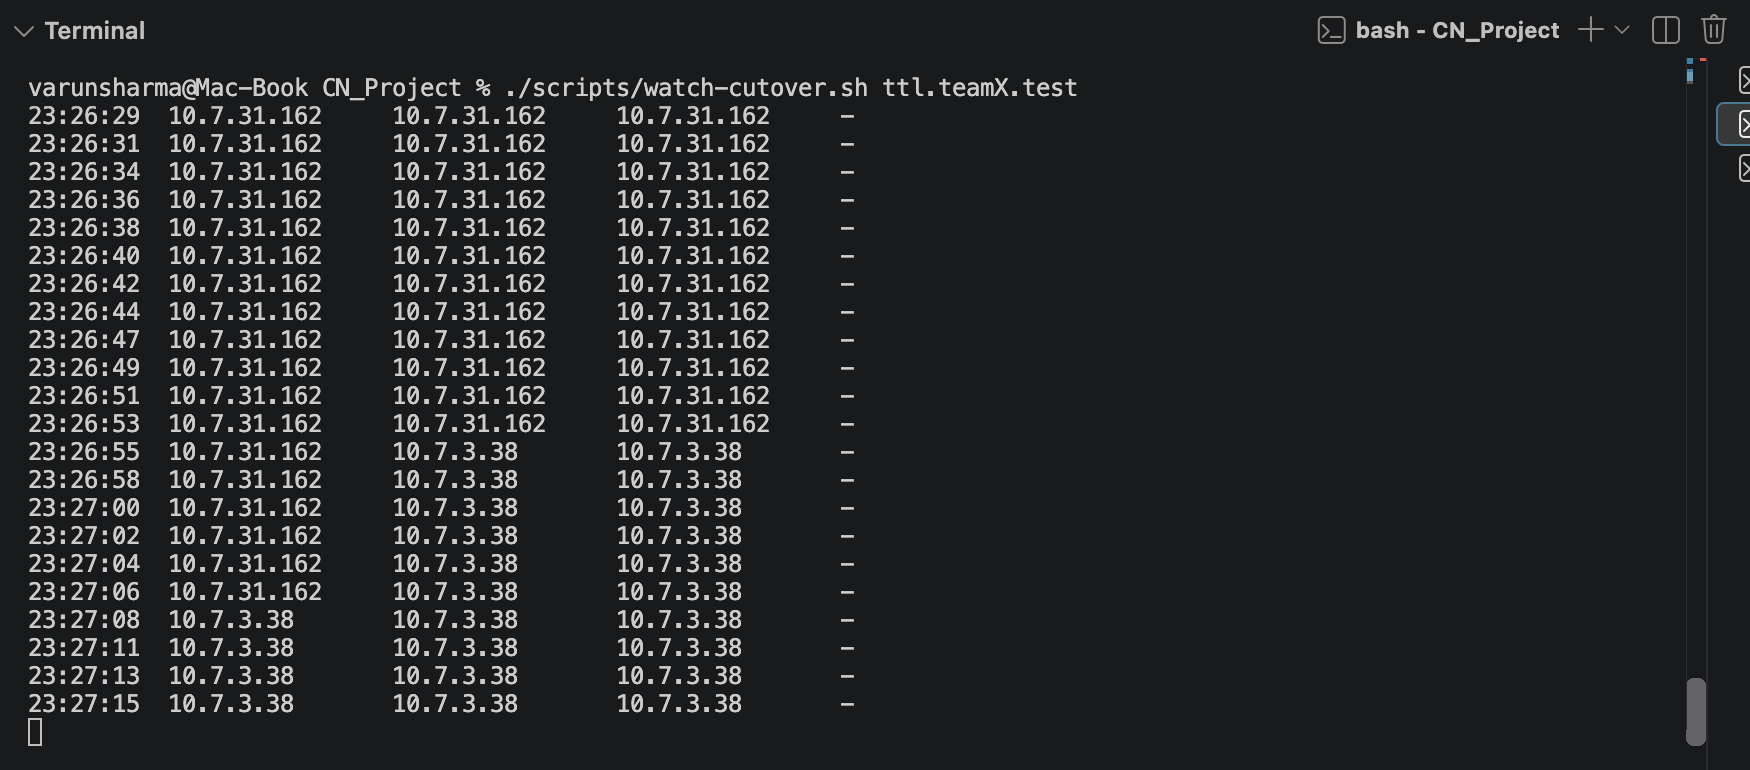 Terminal
bash - CN_Project
varunsharma@Mac-Book CN_Project % ./scripts/watch-cutover.sh ttl.teamX.test
23:26:29  10.7.31.162     10.7.31.162     10.7.31.162     –
23:26:31  10.7.31.162     10.7.31.162     10.7.31.162     –
23:26:34  10.7.31.162     10.7.31.162     10.7.31.162     –
23:26:36  10.7.31.162     10.7.31.162     10.7.31.162     –
23:26:38  10.7.31.162     10.7.31.162     10.7.31.162     –
23:26:40  10.7.31.162     10.7.31.162     10.7.31.162     –
23:26:42  10.7.31.162     10.7.31.162     10.7.31.162     –
23:26:44  10.7.31.162     10.7.31.162     10.7.31.162     –
23:26:47  10.7.31.162     10.7.31.162     10.7.31.162     –
23:26:49  10.7.31.162     10.7.31.162     10.7.31.162     –
23:26:51  10.7.31.162     10.7.31.162     10.7.31.162     –
23:26:53  10.7.31.162     10.7.31.162     10.7.31.162     –
23:26:55  10.7.31.162     10.7.3.38       10.7.3.38       –
23:26:58  10.7.31.162     10.7.3.38       10.7.3.38       –
23:27:00  10.7.31.162     10.7.3.38       10.7.3.38       –
23:27:02  10.7.31.162     10.7.3.38       10.7.3.38       –
23:27:04  10.7.31.162     10.7.3.38       10.7.3.38       –
23:27:06  10.7.31.162     10.7.3.38       10.7.3.38       –
23:27:08  10.7.3.38       10.7.3.38       10.7.3.38       –
23:27:11  10.7.3.38       10.7.3.38       10.7.3.38       –
23:27:13  10.7.3.38       10.7.3.38       10.7.3.38       –
23:27:15  10.7.3.38       10.7.3.38       10.7.3.38       –